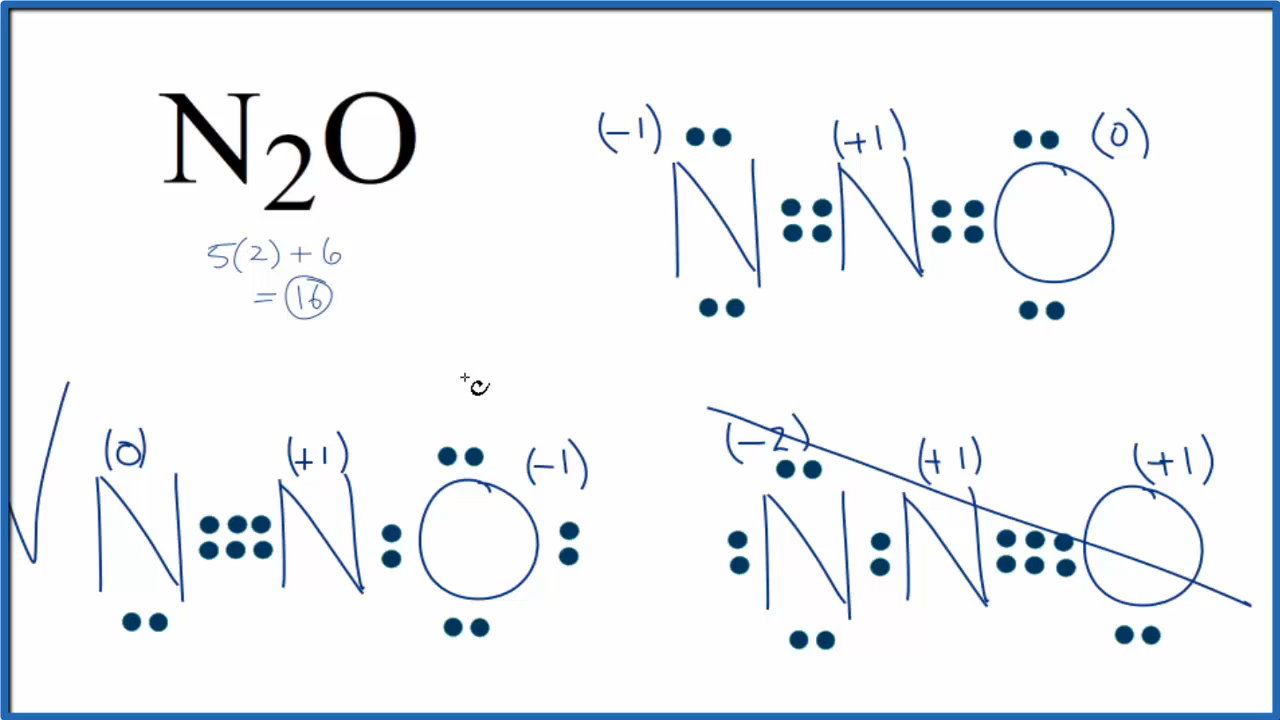 N2O
5(2) + 6
= 16
(-1) (+1) (0)
N N O
(0) (+1) (-1)
N N O
(-2) (+1) (+1)
N N O